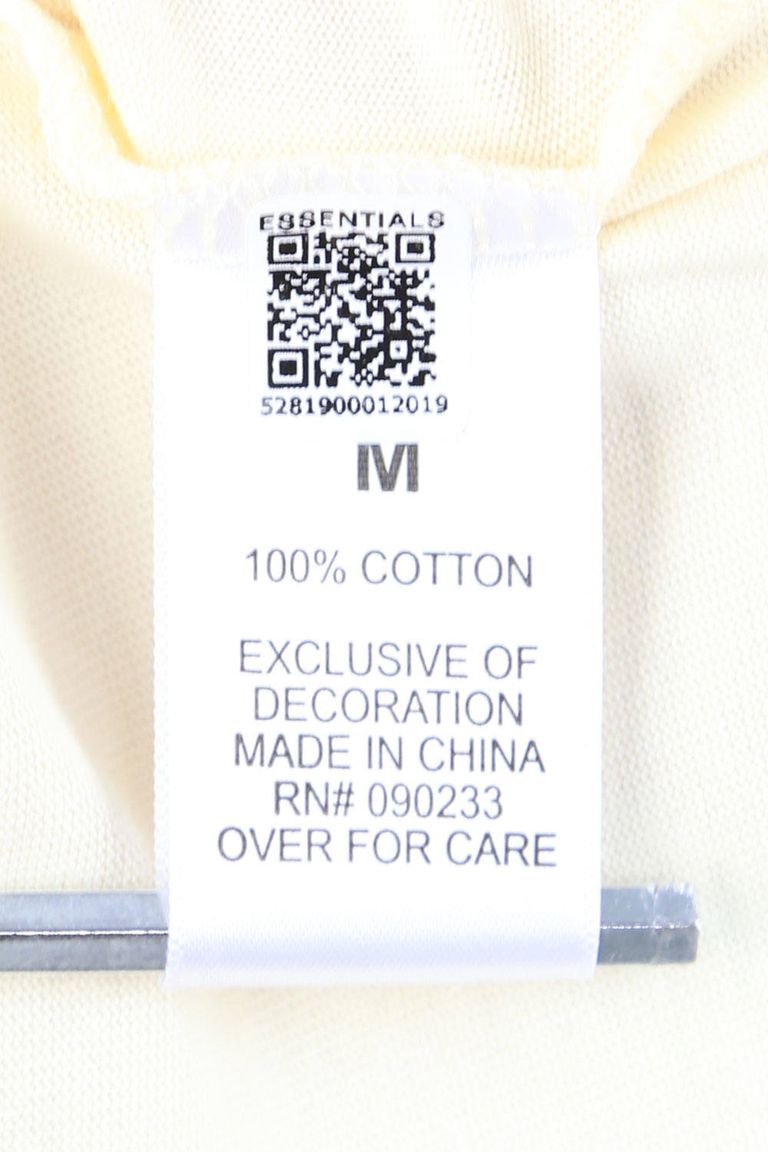 ESSENTIALS
5281900012019
M
100% COTTON
EXCLUSIVE OF
DECORATION
MADE IN CHINA
RN# 090233
OVER FOR CARE